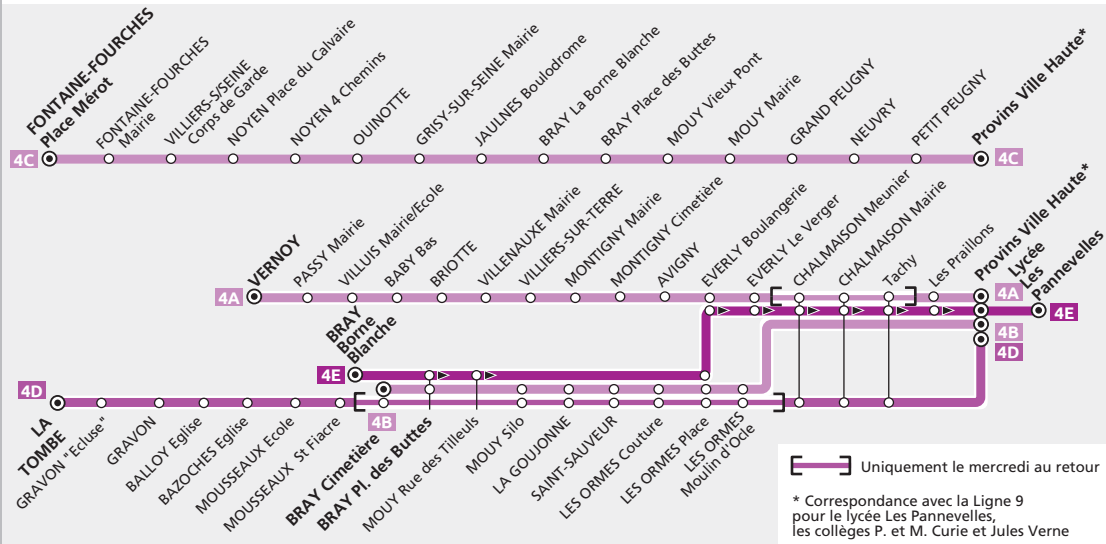 FONTAINE-FOURCHES
Place Mérot
FONTAINE-FOURCHES
Mairie
VILLIERS-S/SEINE
Corps de Garde
NOYEN Place du Calvaire
NOYEN 4 Chemins
OUINOTTE
GRISY-SUR-SEINE Mairie
JAULNES Boulodrome
BRAY La Borne Blanche
BRAY Place des Buttes
MOUY Vieux Pont
MOUY Mairie
GRAND PEUGNY
NEUVRY
PETIT PEUGNY
Provins Ville Haute*
4C
4C
VERNOY
PASSY Mairie
VILLUIS Mairie/Ecole
BABY Bas
BRIOTTE
VILLENAUXE Mairie
VILLIERS-SUR-TERRE
MONTIGNY Mairie
MONTIGNY Cimetière
AVIGNY
EVERLY Boulangerie
EVERLY Le Verger
CHALMAISON Meunier
CHALMAISON Mairie
Tachy
Les Praillons
Provins Ville Haute*
Lycée
Les
Pannevelles
4A
4A
4E
4B
4D
BRAY
Borne
Blanche
4E
4D
4B
LA
TOMBE
GRAVON "Ecluse"
GRAVON
BALLOY Eglise
BAZOCHES Eglise
MOUSSEAUX Ecole
MOUSSEAUX St Fiacre
BRAY Cimetière
BRAY Pl. des Buttes
MOUY Rue des Tilleuls
MOUY Silo
LA GOUJONNE
SAINT-SAUVEUR
LES ORMES Couture
LES ORMES Place
LES ORMES
Moulin d'Ocle
Uniquement le mercredi au retour
* Correspondance avec la Ligne 9
pour le lycée Les Pannevelles,
les collèges P. et M. Curie et Jules Verne